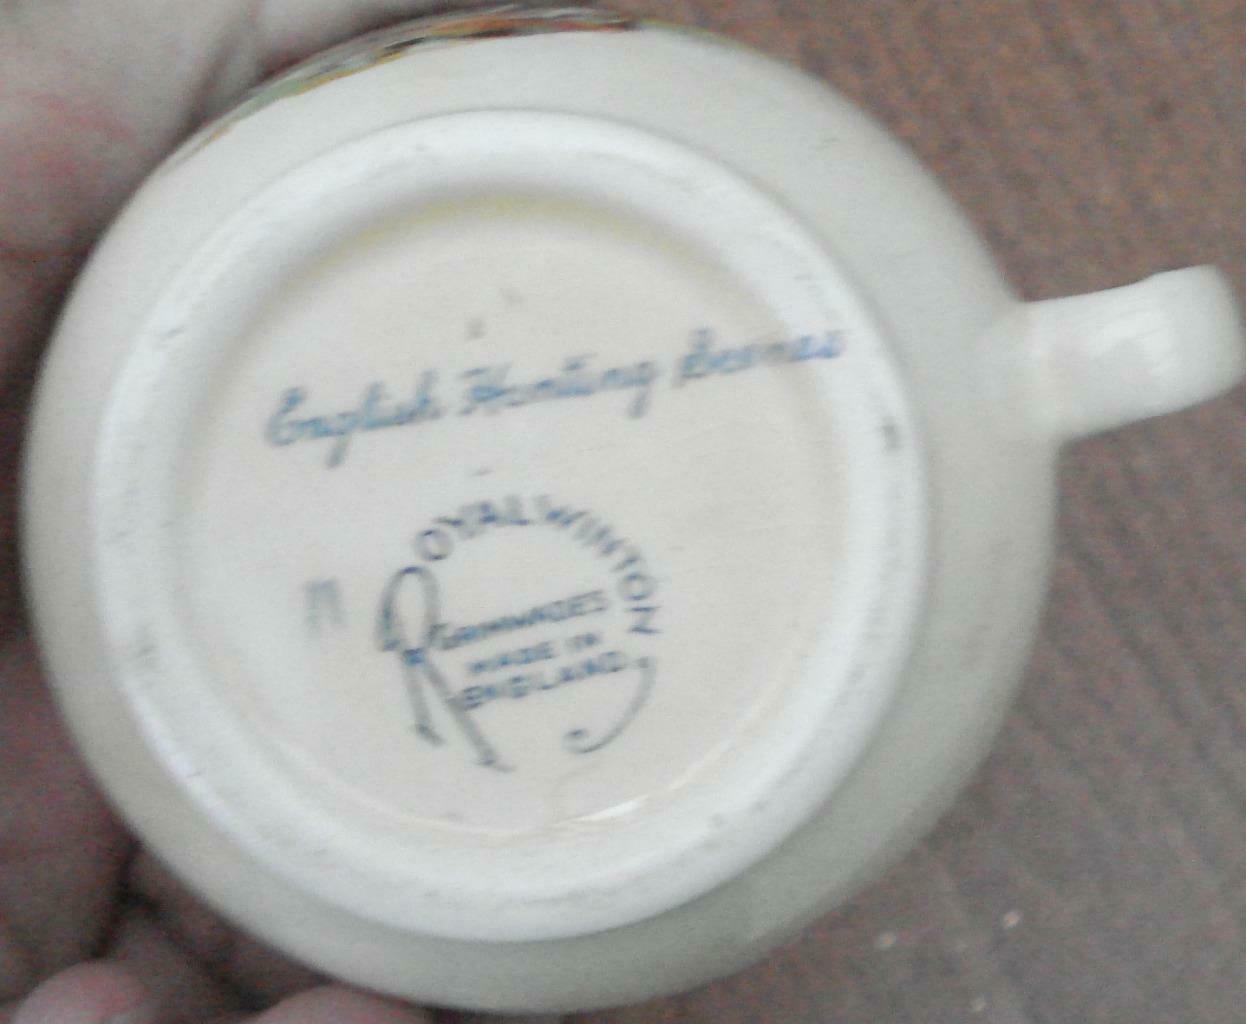 English Hunting Scenes
ROYAL WINTON
GRIMWADES
MADE IN
ENGLAND